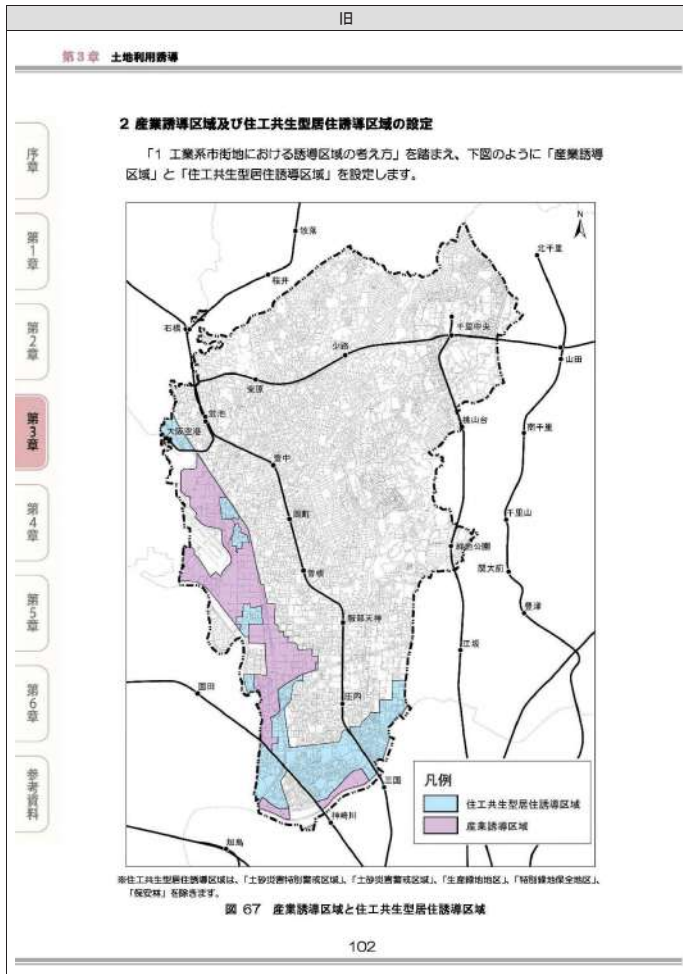 旧
第3章 土地利用誘導
序章
第1章
第2章
第3章
第4章
第5章
第6章
参考資料
2 産業誘導区域及び住工共生型居住誘導区域の設定
「1 工業系市街地における誘導区域の考え方」を踏まえ、下図のように「産業誘導
区域」と「住工共生型居住誘導区域」を設定します。
N
牧落
北千里
桜井
石橋
千里中央
少路
山田
柴原
蛍池
大阪空港
桃山台
南千里
豊中
岡町
千里山
緑地公園
関大前
曽根
豊津
服部天神
江坂
園田
庄内
三国
神崎川
加島
凡例
住工共生型居住誘導区域
産業誘導区域
※住工共生型居住誘導区域は、「土砂災害特別警戒区域」、「土砂災害警戒区域」、「生産緑地地区」、「特別緑地保全地区」、
「保安林」を除きます。
図 67 産業誘導区域と住工共生型居住誘導区域
102